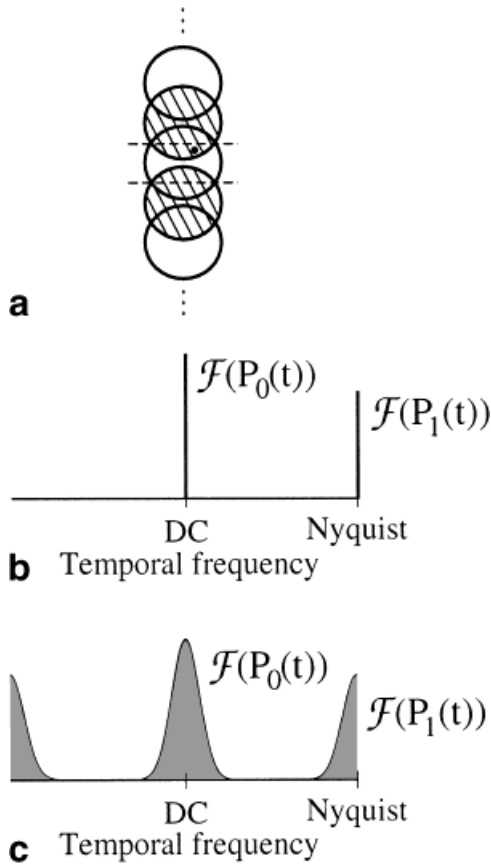 a
ℱ(P₀(t))
ℱ(P₁(t))
DC
Nyquist
b Temporal frequency
ℱ(P₀(t))
ℱ(P₁(t))
DC
Nyquist
c Temporal frequency